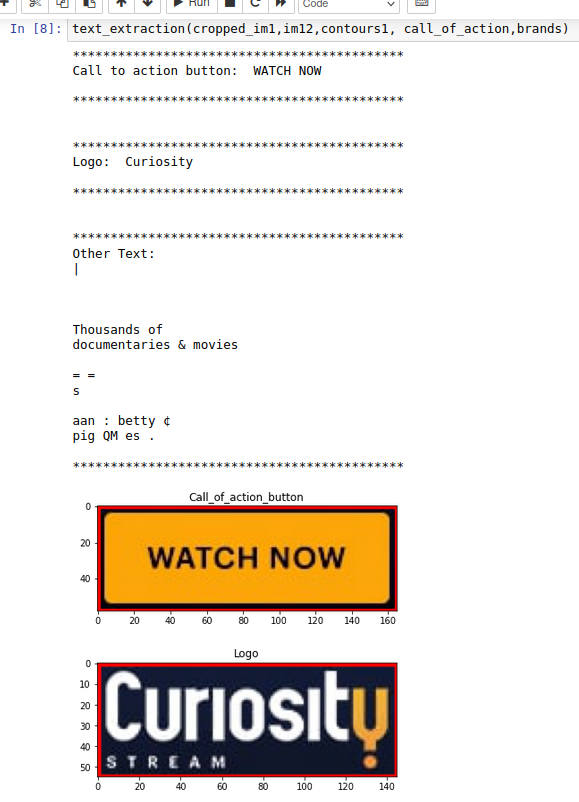 Run
Code
In [8]: text_extraction(cropped_im1,im12,contours1, call_of_action,brands)
********************************************
Call to action button:  WATCH NOW
********************************************
********************************************
Logo:  Curiosity
********************************************
********************************************
Other Text:
|
Thousands of
documentaries & movies
= =
s
aan : betty ¢
pig QM es .
********************************************
Call_of_action_button
0
20
40
WATCH NOW
0 20 40 60 80 100 120 140 160
Logo
0
10
20
30
40
50
Curiosity
STREAM
0 20 40 60 80 100 120 140